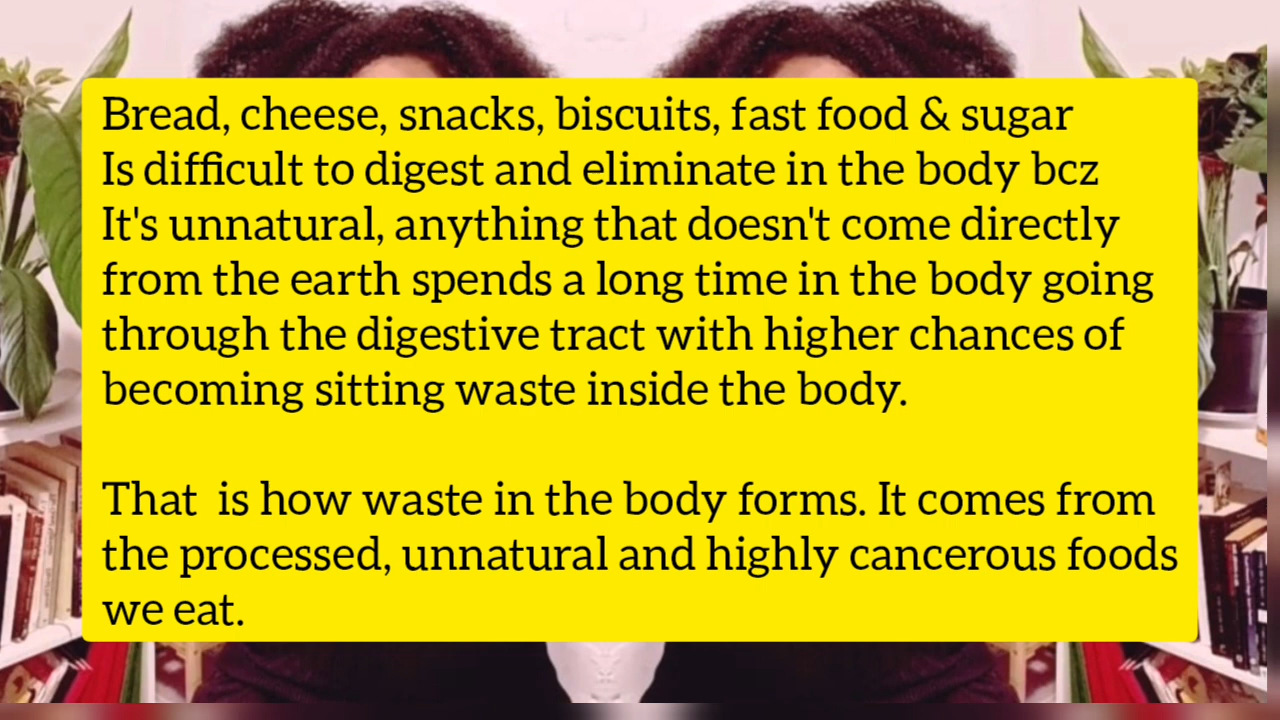 Bread, cheese, snacks, biscuits, fast food & sugar
Is difficult to digest and eliminate in the body bcz
It's unnatural, anything that doesn't come directly
from the earth spends a long time in the body going
through the digestive tract with higher chances of
becoming sitting waste inside the body.
That is how waste in the body forms. It comes from
the processed, unnatural and highly cancerous foods
we eat.